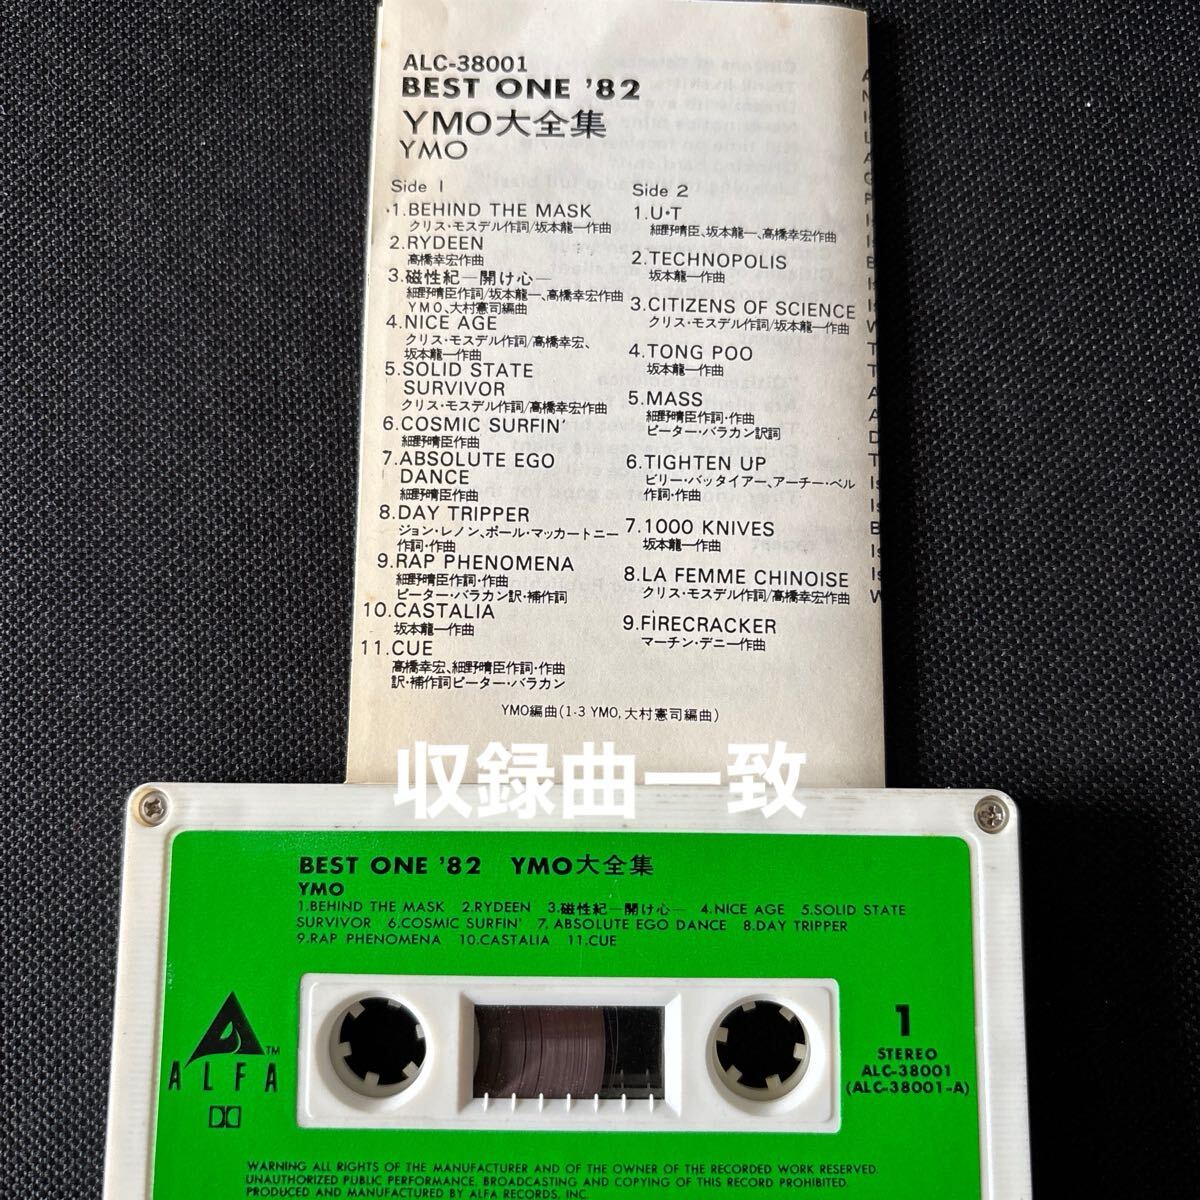 ALC-38001
BEST ONE '82
YMO大全集
YMO
Side 1
1.BEHIND THE MASK
クリス・モスデル作詞/坂本龍一作曲
2.RYDEEN
高橋幸宏作曲
3.磁性紀―開け心―
細野晴臣作詞/坂本龍一、高橋幸宏作曲
YMO、大村憲司編曲
4.NICE AGE
クリス・モスデル作詞/高橋幸宏、
坂本龍一作曲
5.SOLID STATE
SURVIVOR
クリス・モスデル作詞/高橋幸宏作曲
6.COSMIC SURFIN'
細野晴臣作曲
7.ABSOLUTE EGO
DANCE
細野晴臣作曲
8.DAY TRIPPER
ジョン・レノン、ポール・マッカートニー
作詞・作曲
9.RAP PHENOMENA
細野晴臣作詞・作曲
ピーター・バラカン訳・補作詞
10.CASTALIA
坂本龍一作曲
11.CUE
高橋幸宏、細野晴臣作詞・作曲
訳・補作詞ピーター・バラカン
Side 2
1.U・T
細野晴臣、坂本龍一、高橋幸宏作曲
2.TECHNOPOLIS
坂本龍一作曲
3.CITIZENS OF SCIENCE
クリス・モスデル作詞/坂本龍一作曲
4.TONG POO
坂本龍一作曲
5.MASS
細野晴臣作詞・作曲
ピーター・バラカン訳詞
6.TIGHTEN UP
ビリー・バッタイアー、アーチー・ベル
作詞・作曲
7.1000 KNIVES
坂本龍一作曲
8.LA FEMME CHINOISE
クリス・モスデル作詞/高橋幸宏作曲
9.FIRECRACKER
マーチン・デニー作曲
YMO編曲(1-3 YMO,大村憲司編曲)
収録曲一致
BEST ONE '82 YMO大全集
YMO
1.BEHIND THE MASK 2.RYDEEN 3.磁性紀―開け心― 4.NICE AGE 5.SOLID STATE
SURVIVOR 6.COSMIC SURFIN' 7.ABSOLUTE EGO DANCE 8.DAY TRIPPER
9.RAP PHENOMENA 10.CASTALIA 11.CUE
ALFA
TM
1
STEREO
ALC-38001
(ALC-38001-A)
WARNING ALL RIGHTS OF THE MANUFACTURER AND OF THE OWNER OF THE RECORDED WORK RESERVED.
UNAUTHORIZED PUBLIC PERFORMANCE, BROADCASTING AND COPYING OF THIS RECORD PROHIBITED.
PRODUCED AND MANUFACTURED BY ALFA RECORDS, INC.